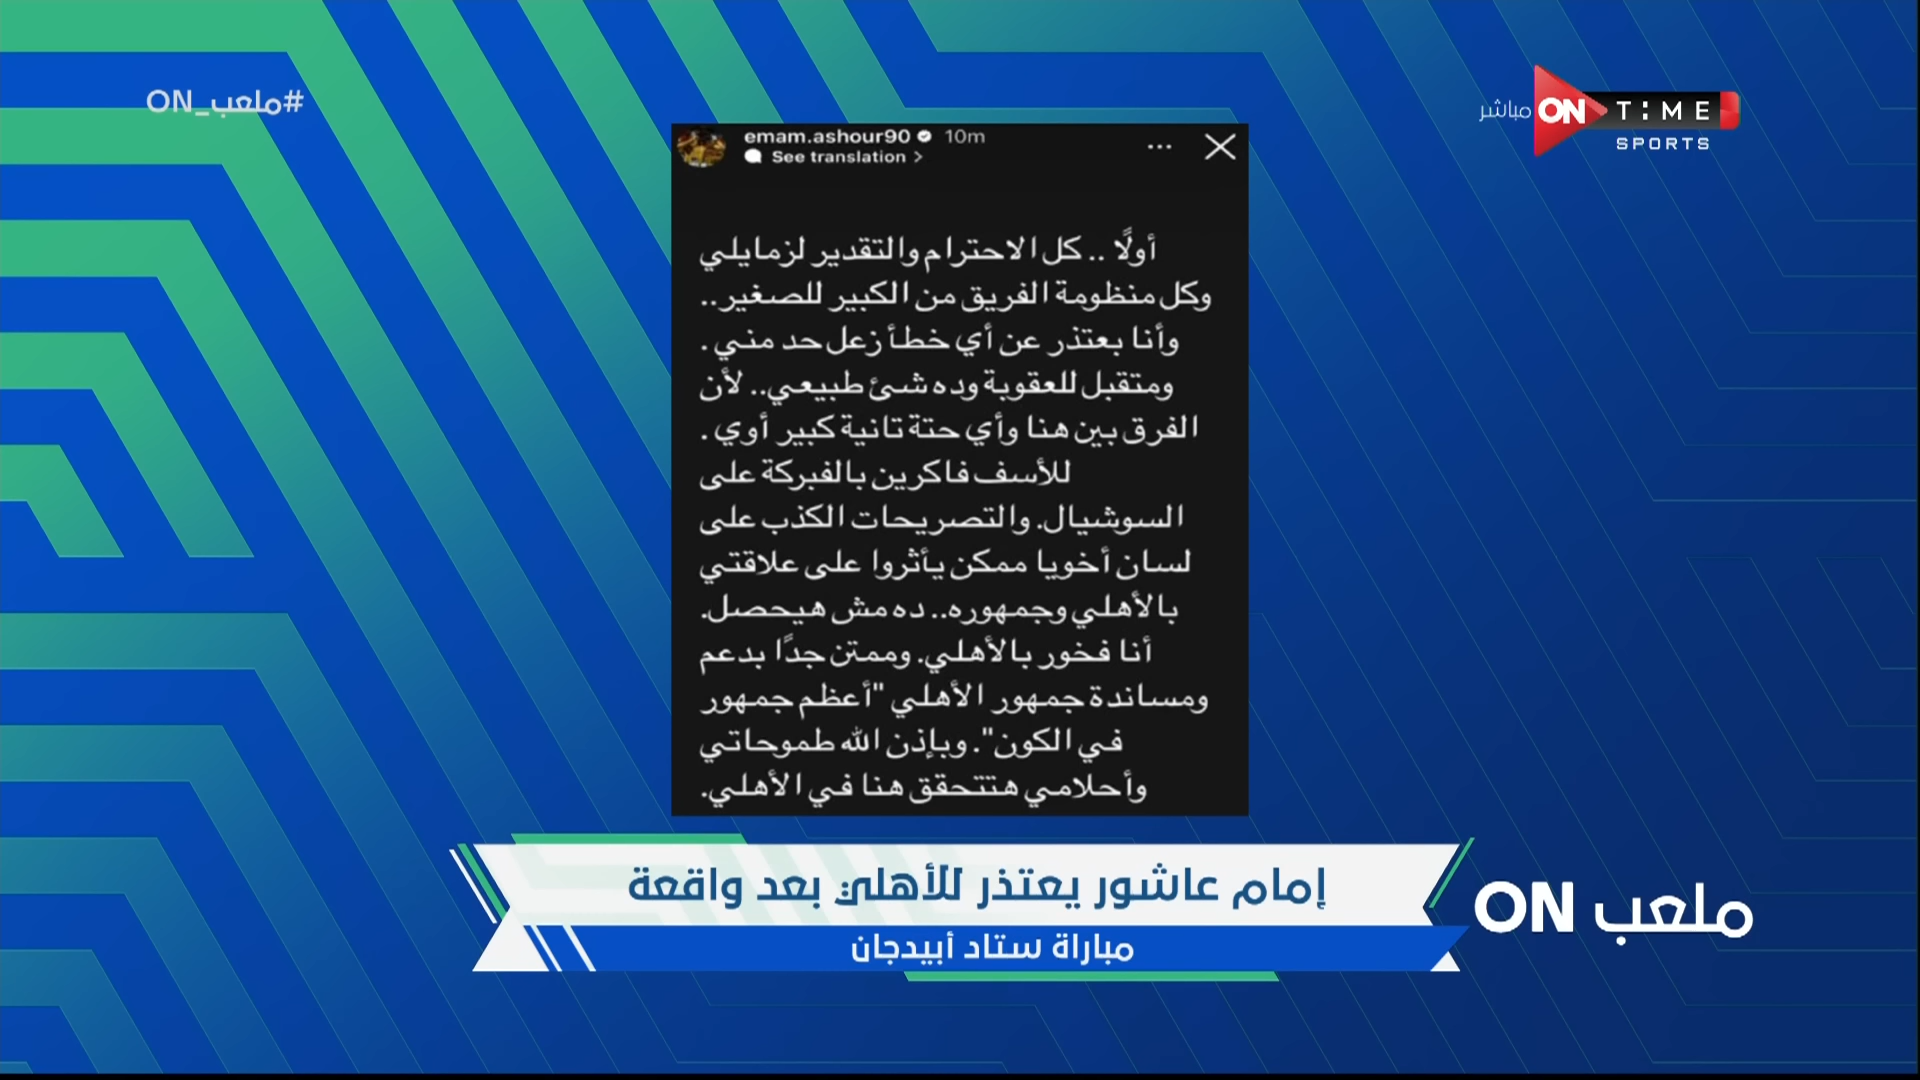 #ملعب_ON
مباشر ON TIME
SPORTS
emam.ashour90 10m
See translation >
أولًا .. كل الاحترام والتقدير لزمايلي
وكل منظومة الفريق من الكبير للصغير..
وأنا بعتذر عن أي خطأ زعل حد مني .
ومتقبل للعقوبة وده شئ طبيعي.. لأن
الفرق بين هنا وأي حتة تانية كبير أوي .
للأسف فاكرين بالفبركة على
السوشيال. والتصريحات الكذب على
لسان أخويا ممكن يأثروا على علاقتي
بالأهلي وجمهوره.. ده مش هيحصل.
أنا فخور بالأهلي. وممتن جدًا بدعم
ومساندة جمهور الأهلي "أعظم جمهور
في الكون". وبإذن الله طموحاتي
وأحلامي هتتحقق هنا في الأهلي.
إمام عاشور يعتذر للأهلي بعد واقعة
مباراة ستاد أبيدجان
ملعب ON